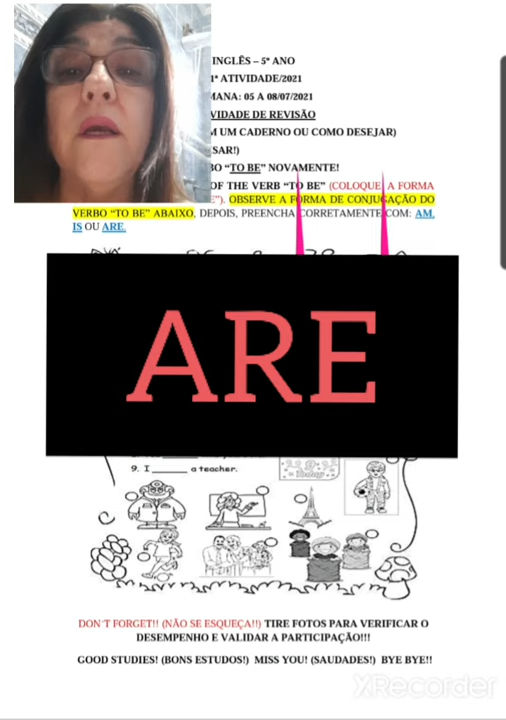 INGLÊS – 5º ANO
1ª ATIVIDADE/2021
MANA: 05 A 08/07/2021
VIDADE DE REVISÃO
M UM CADERNO OU COMO DESEJAR)
SAR!)
BO “TO BE” NOVAMENTE!
OF THE VERB “TO BE” (COLOQUE A FORMA
E”). OBSERVE A FORMA DE CONJUGAÇÃO DO
VERBO “TO BE” ABAIXO, DEPOIS, PREENCHA CORRETAMENTE COM: AM,
IS OU ARE.
ARE
9. I ______ a teacher.
DON´T FORGET!! (NÃO SE ESQUEÇA!!) TIRE FOTOS PARA VERIFICAR O
DESEMPENHO E VALIDAR A PARTICIPAÇÃO!!!
GOOD STUDIES! (BONS ESTUDOS!) MISS YOU! (SAUDADES!) BYE BYE!!
XRecorder